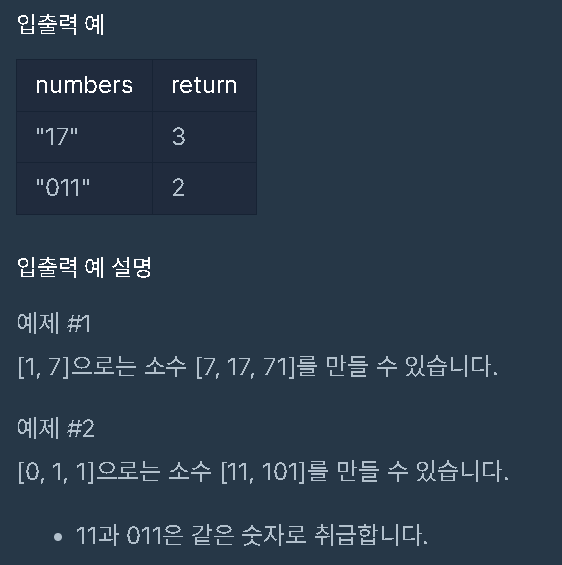 입출력 예
numbers return
"17" 3
"011" 2
입출력 예 설명
예제 #1
[1, 7]으로는 소수 [7, 17, 71]를 만들 수 있습니다.
예제 #2
[0, 1, 1]으로는 소수 [11, 101]를 만들 수 있습니다.
• 11과 011은 같은 숫자로 취급합니다.